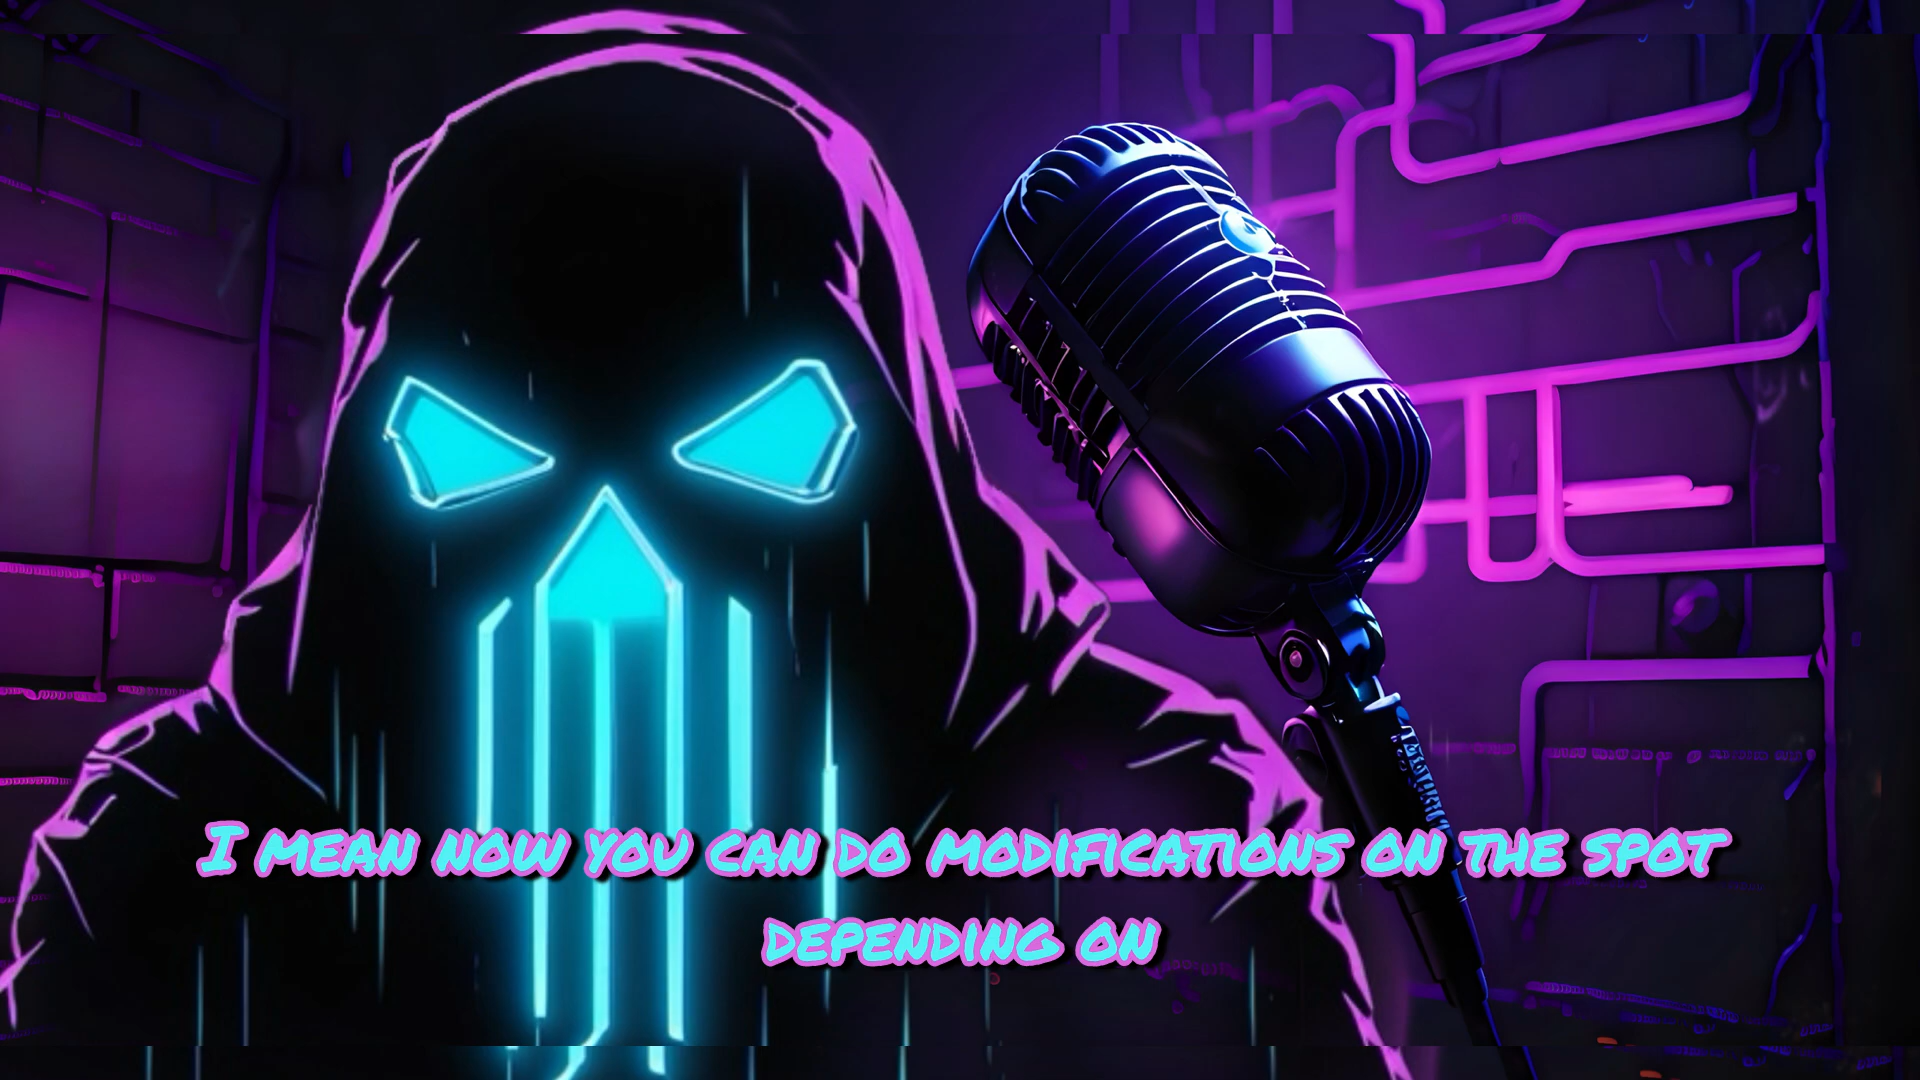 I mean now you can do modifications on the spot
depending on